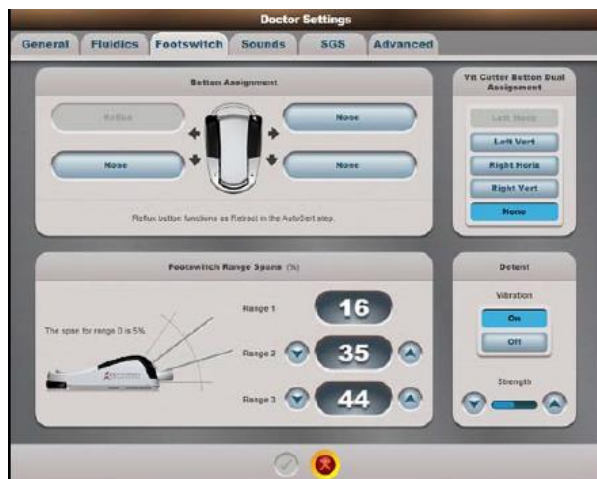 Doctor Settings
General Fluidics Footswitch Sounds SGS Advanced
Button Assignment
Reflux
None
None
None
Reflux button functions as Retract in the AutoSert step.
Vit Cutter Button Dual
Assignment
Left Horiz
Left Vert
Right Horiz
Right Vert
None
Footswitch Range Spans (%)
The span for range 0 is 5%.
Range 1 16
Range 2 35
Range 3 44
Detent
Vibration
On
Off
Strength